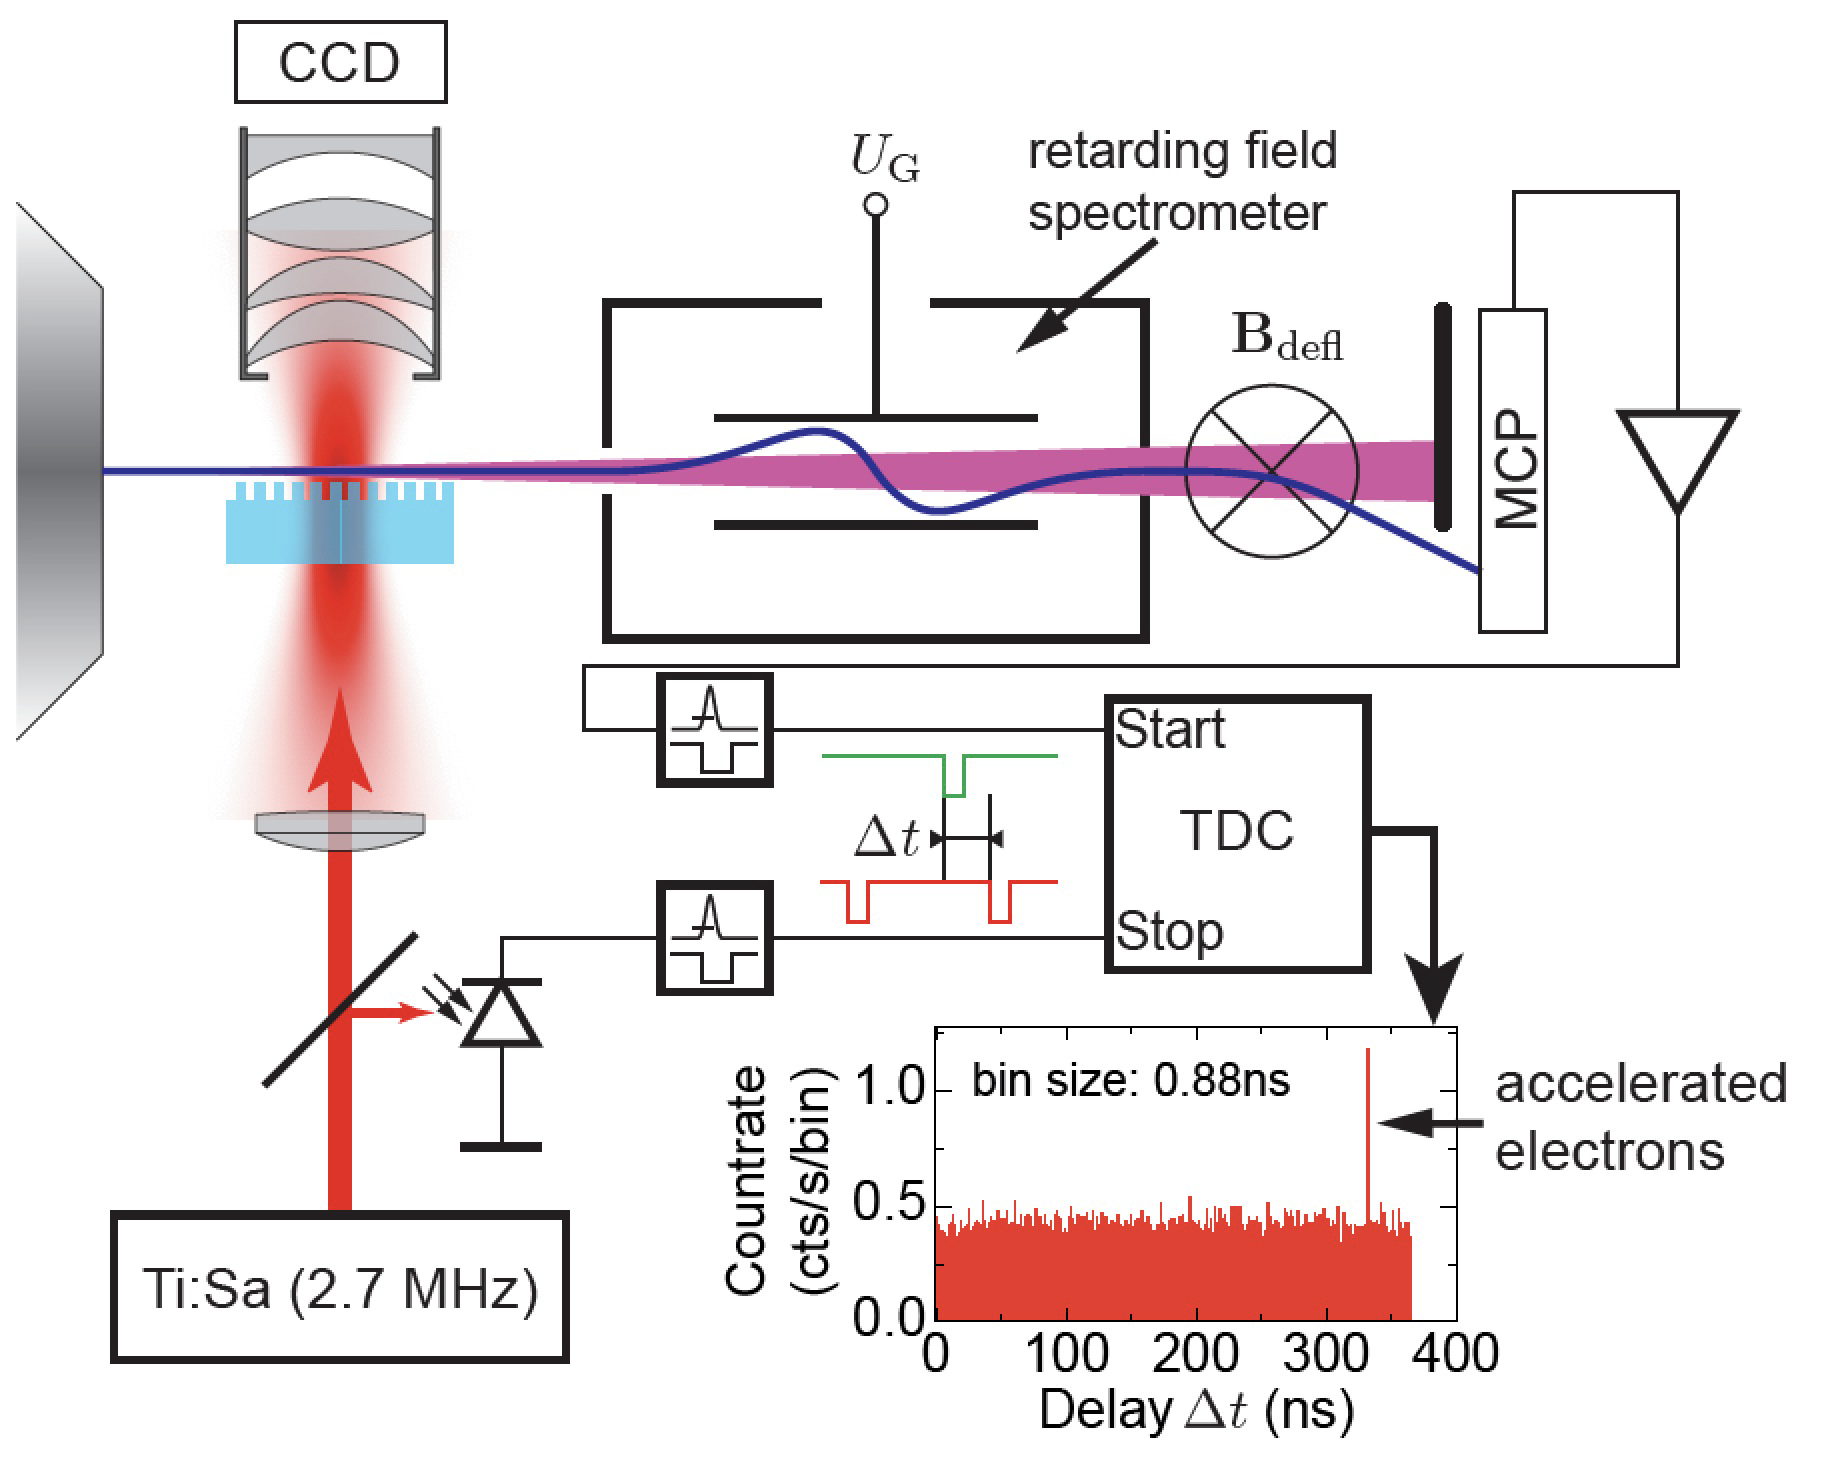 CCD
U_G
retarding field
spectrometer
B_defl
MCP
Start
TDC
Stop
Δt
Ti:Sa (2.7 MHz)
bin size: 0.88ns
accelerated
electrons
Countrate
(cts/s/bin)
1.0
0.5
0.0
0 100 200 300 400
Delay Δt (ns)